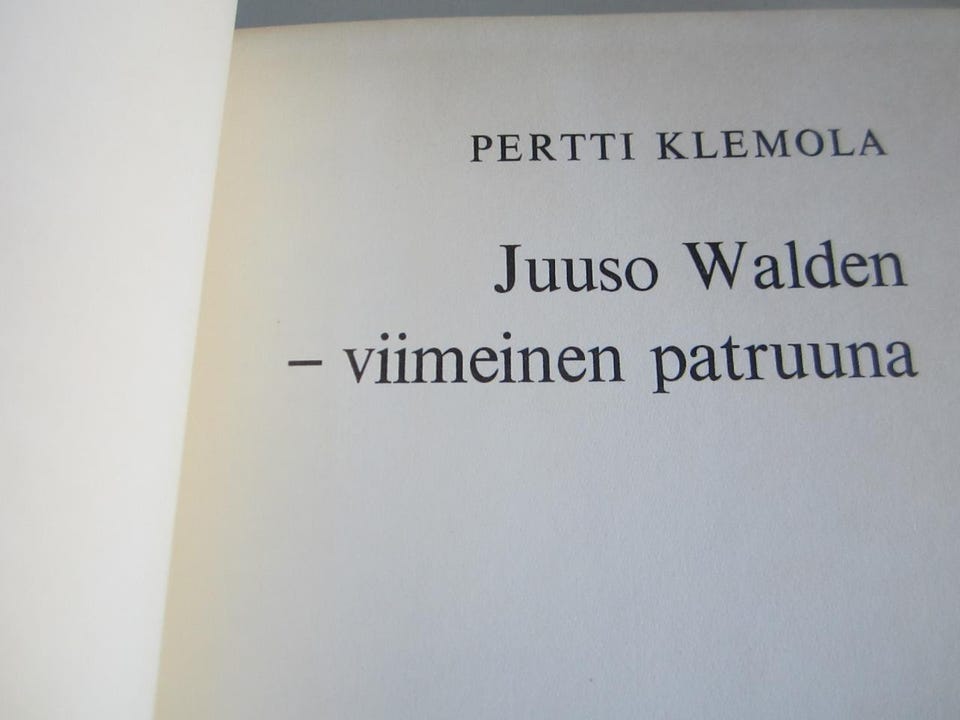 PERTTI KLEMOLA
Juuso Walden
– viimeinen patruuna